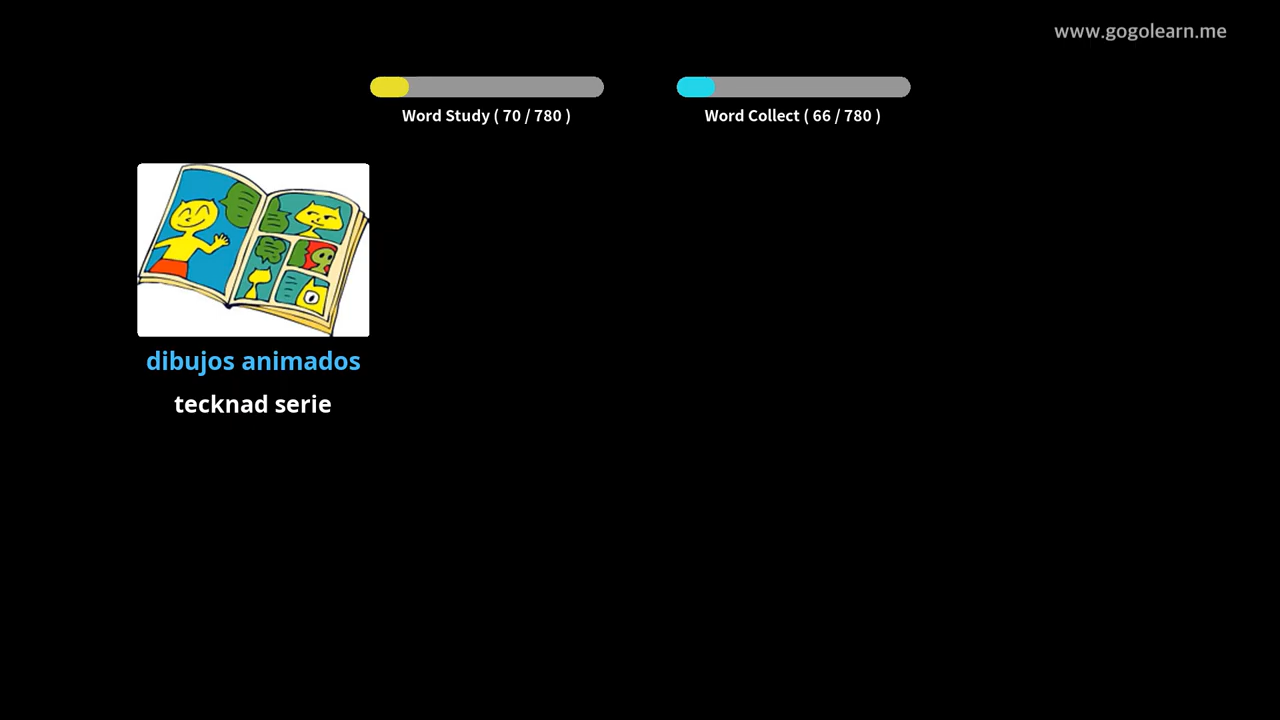 www.gogolearn.me
Word Study ( 70 / 780 )
Word Collect ( 66 / 780 )
dibujos animados
tecknad serie